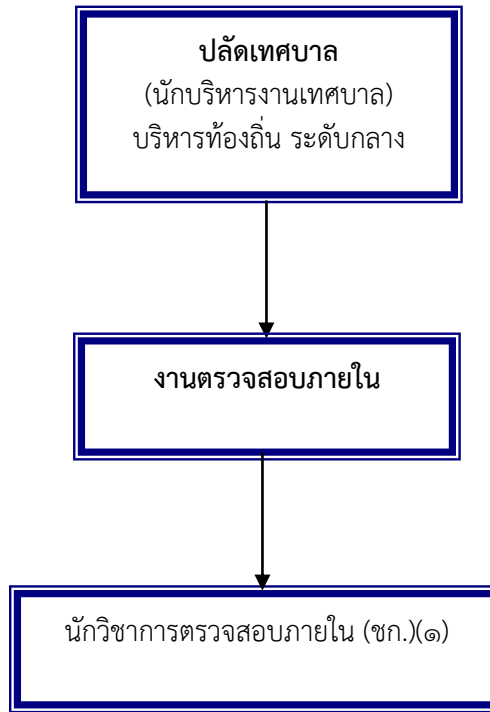 ปลัดเทศบาล
(นักบริหารงานเทศบาล)
บริหารท้องถิ่น ระดับกลาง
งานตรวจสอบภายใน
นักวิชาการตรวจสอบภายใน (ชก.)(๑)